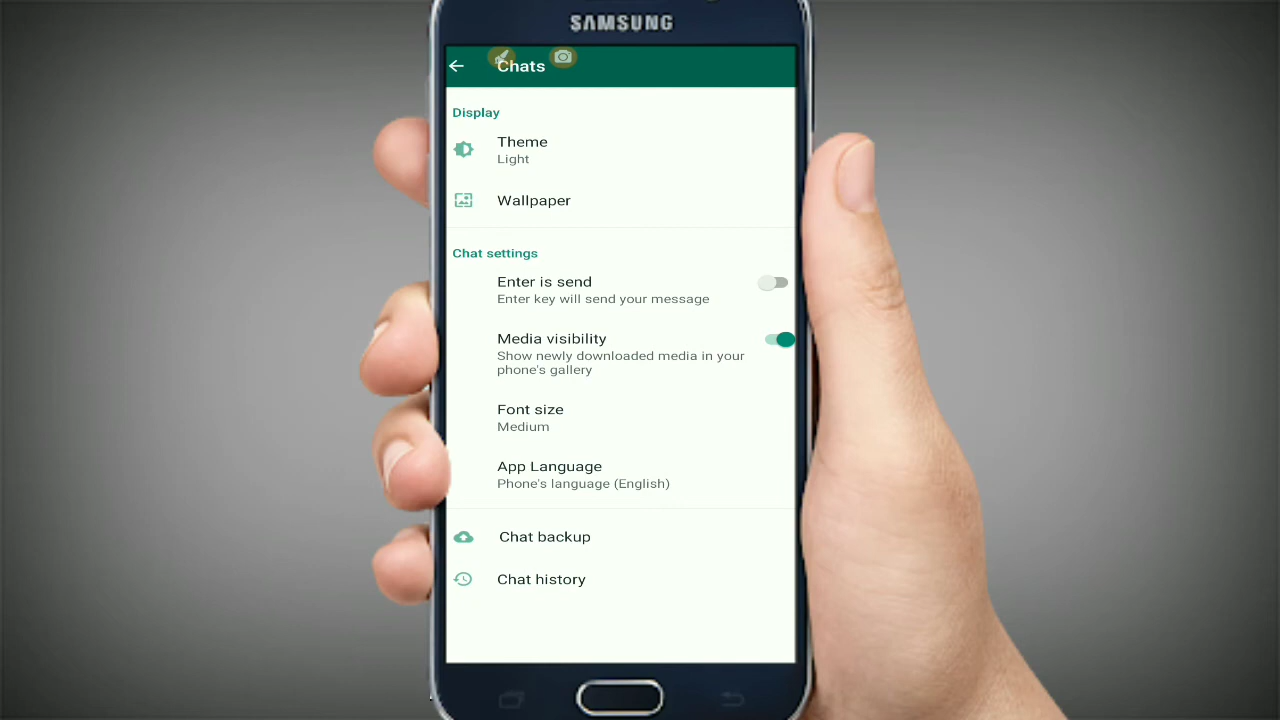 SAMSUNG
Chats
Display
Theme
Light
Wallpaper
Chat settings
Enter is send
Enter key will send your message
Media visibility
Show newly downloaded media in your
phone's gallery
Font size
Medium
App Language
Phone's language (English)
Chat backup
Chat history